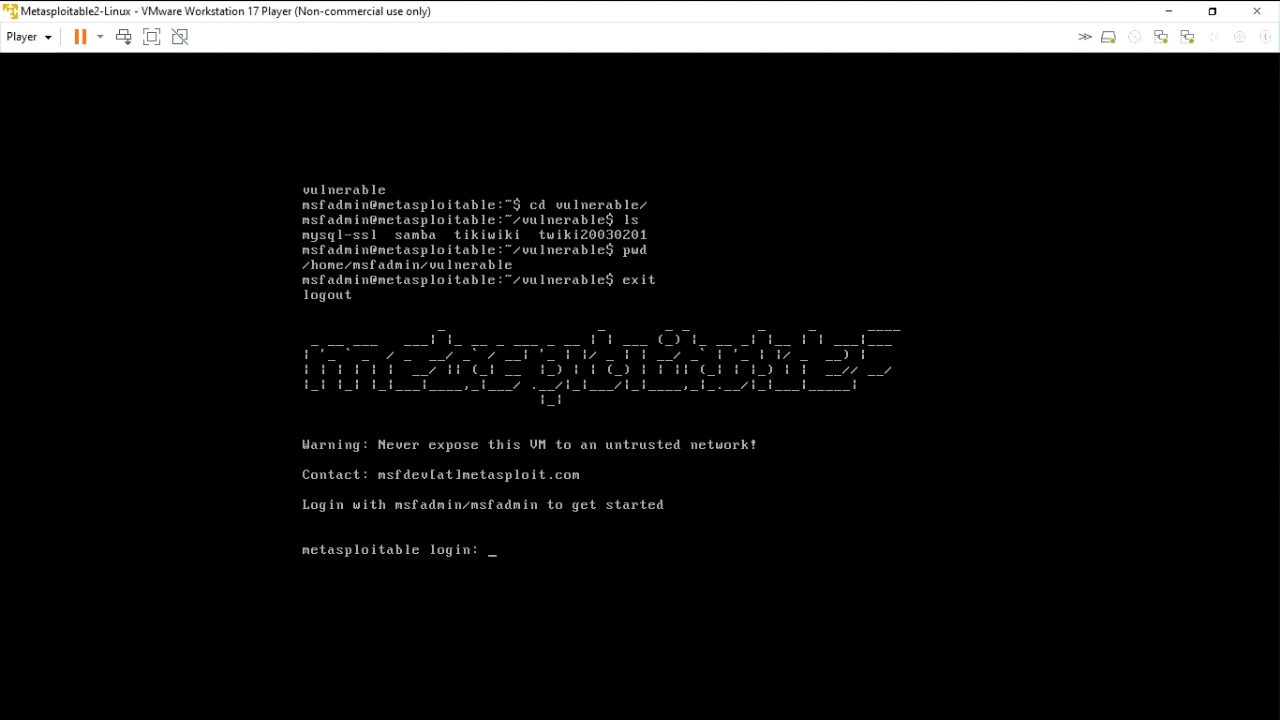 Metasploitable2-Linux - VMware Workstation 17 Player (Non-commercial use only)
Player
vulnerable
msfadmin@metasploitable:~$ cd vulnerable/
msfadmin@metasploitable:~/vulnerable$ ls
mysql-ssl  samba  tikiwiki  twiki20030201
msfadmin@metasploitable:~/vulnerable$ pwd
/home/msfadmin/vulnerable
msfadmin@metasploitable:~/vulnerable$ exit
logout
metasploitable2
Warning: Never expose this VM to an untrusted network!
Contact: msfdev[at]metasploit.com
Login with msfadmin/msfadmin to get started
metasploitable login: _